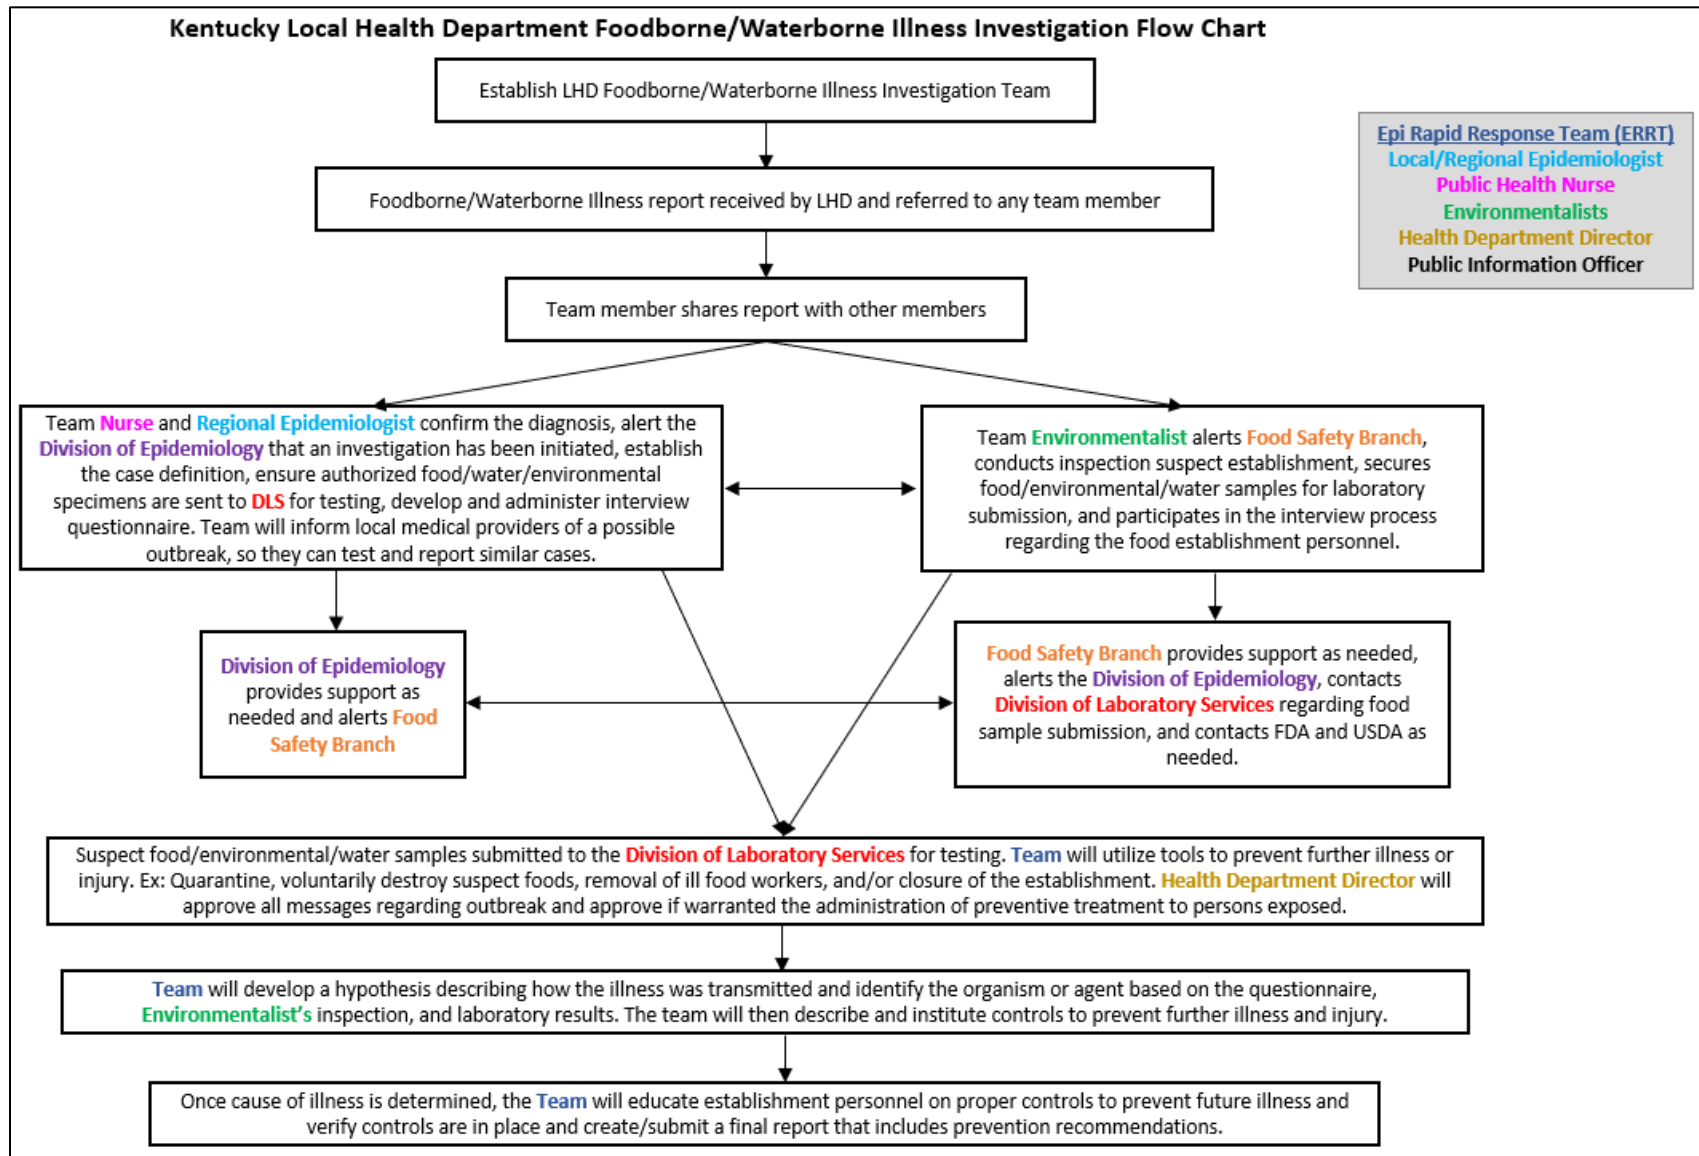 Kentucky Local Health Department Foodborne/Waterborne Illness Investigation Flow Chart
Establish LHD Foodborne/Waterborne Illness Investigation Team
Epi Rapid Response Team (ERRT)
Local/Regional Epidemiologist
Public Health Nurse
Environmentalists
Health Department Director
Public Information Officer
Foodborne/Waterborne Illness report received by LHD and referred to any team member
Team member shares report with other members
Team Nurse and Regional Epidemiologist confirm the diagnosis, alert the
Division of Epidemiology that an investigation has been initiated, establish
the case definition, ensure authorized food/water/environmental
specimens are sent to DLS for testing, develop and administer interview
questionnaire. Team will inform local medical providers of a possible
outbreak, so they can test and report similar cases.
Team Environmentalist alerts Food Safety Branch,
conducts inspection suspect establishment, secures
food/environmental/water samples for laboratory
submission, and participates in the interview process
regarding the food establishment personnel.
Division of Epidemiology
provides support as
needed and alerts Food
Safety Branch
Food Safety Branch provides support as needed,
alerts the Division of Epidemiology, contacts
Division of Laboratory Services regarding food
sample submission, and contacts FDA and USDA as
needed.
Suspect food/environmental/water samples submitted to the Division of Laboratory Services for testing. Team will utilize tools to prevent further illness or
injury. Ex: Quarantine, voluntarily destroy suspect foods, removal of ill food workers, and/or closure of the establishment. Health Department Director will
approve all messages regarding outbreak and approve if warranted the administration of preventive treatment to persons exposed.
Team will develop a hypothesis describing how the illness was transmitted and identify the organism or agent based on the questionnaire,
Environmentalist's inspection, and laboratory results. The team will then describe and institute controls to prevent further illness and injury.
Once cause of illness is determined, the Team will educate establishment personnel on proper controls to prevent future illness and
verify controls are in place and create/submit a final report that includes prevention recommendations.